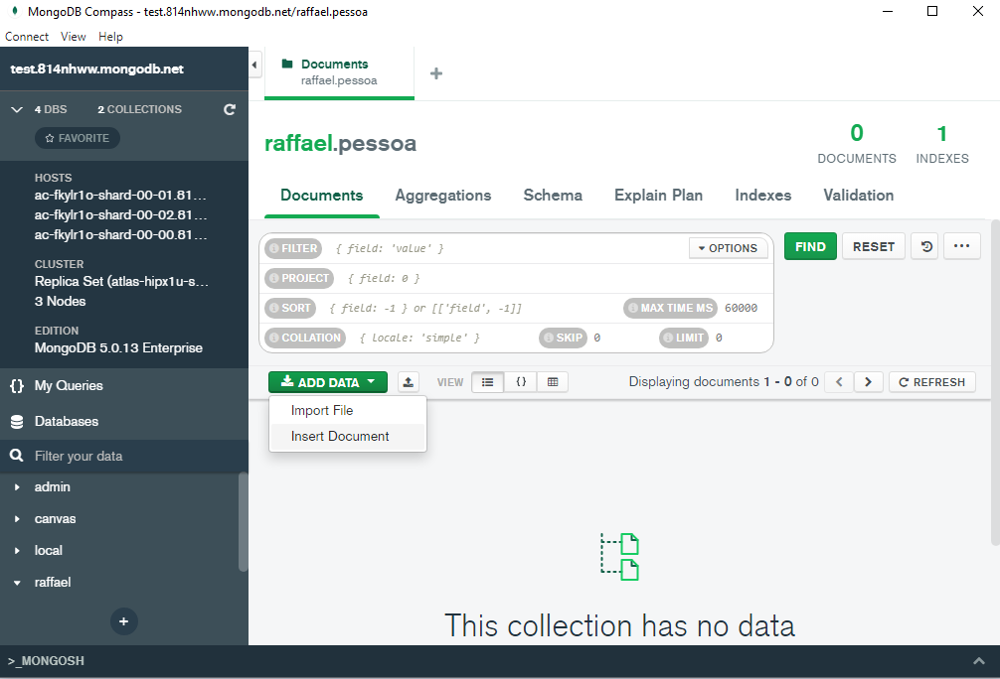 MongoDB Compass - test.814nhww.mongodb.net/raffael.pessoa
Connect View Help
test.814nhww.mongodb.net
4 DBS 2 COLLECTIONS
FAVORITE
HOSTS
ac-fkylr1o-shard-00-01.81...
ac-fkylr1o-shard-00-02.81...
ac-fkylr1o-shard-00-00.81...
CLUSTER
Replica Set (atlas-hipx1u-s...
3 Nodes
EDITION
MongoDB 5.0.13 Enterprise
{} My Queries
Databases
Filter your data
admin
canvas
local
raffael
+
Documents
raffael.pessoa
+
raffael.pessoa
0
DOCUMENTS
1
INDEXES
Documents Aggregations Schema Explain Plan Indexes Validation
FILTER { field: 'value' } OPTIONS
FIND RESET ...
PROJECT { field: 0 }
SORT { field: -1 } or [['field', -1]] MAX TIME MS 60000
COLLATION { locale: 'simple' } SKIP 0 LIMIT 0
ADD DATA VIEW {} Displaying documents 1 - 0 of 0 < > REFRESH
Import File
Insert Document
This collection has no data
>_MONGOSH